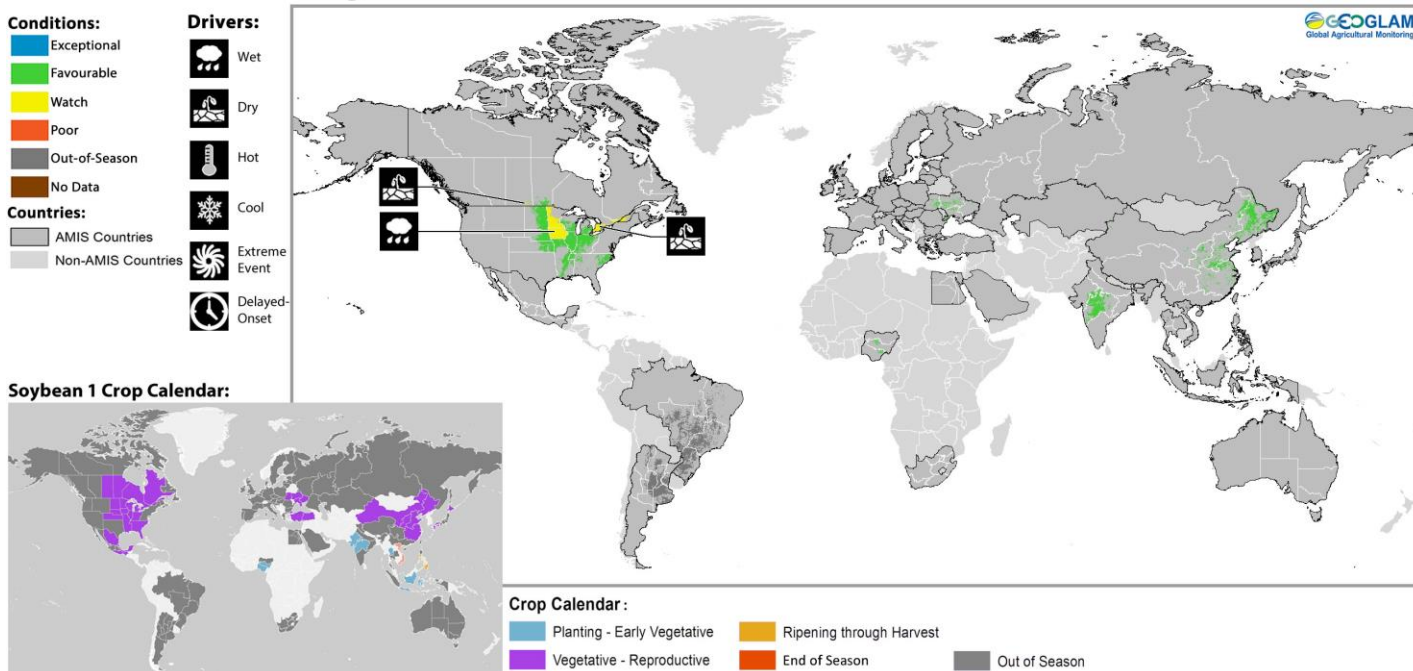 Conditions:
Exceptional
Favourable
Watch
Poor
Out-of-Season
No Data
Countries:
AMIS Countries
Non-AMIS Countries
Drivers:
Wet
Dry
Hot
Cool
Extreme
Event
Delayed-
Onset
GEOGLAM
Global Agricultural Monitoring
Soybean 1 Crop Calendar:
Crop Calendar :
Planting - Early Vegetative
Ripening through Harvest
Vegetative - Reproductive
End of Season
Out of Season